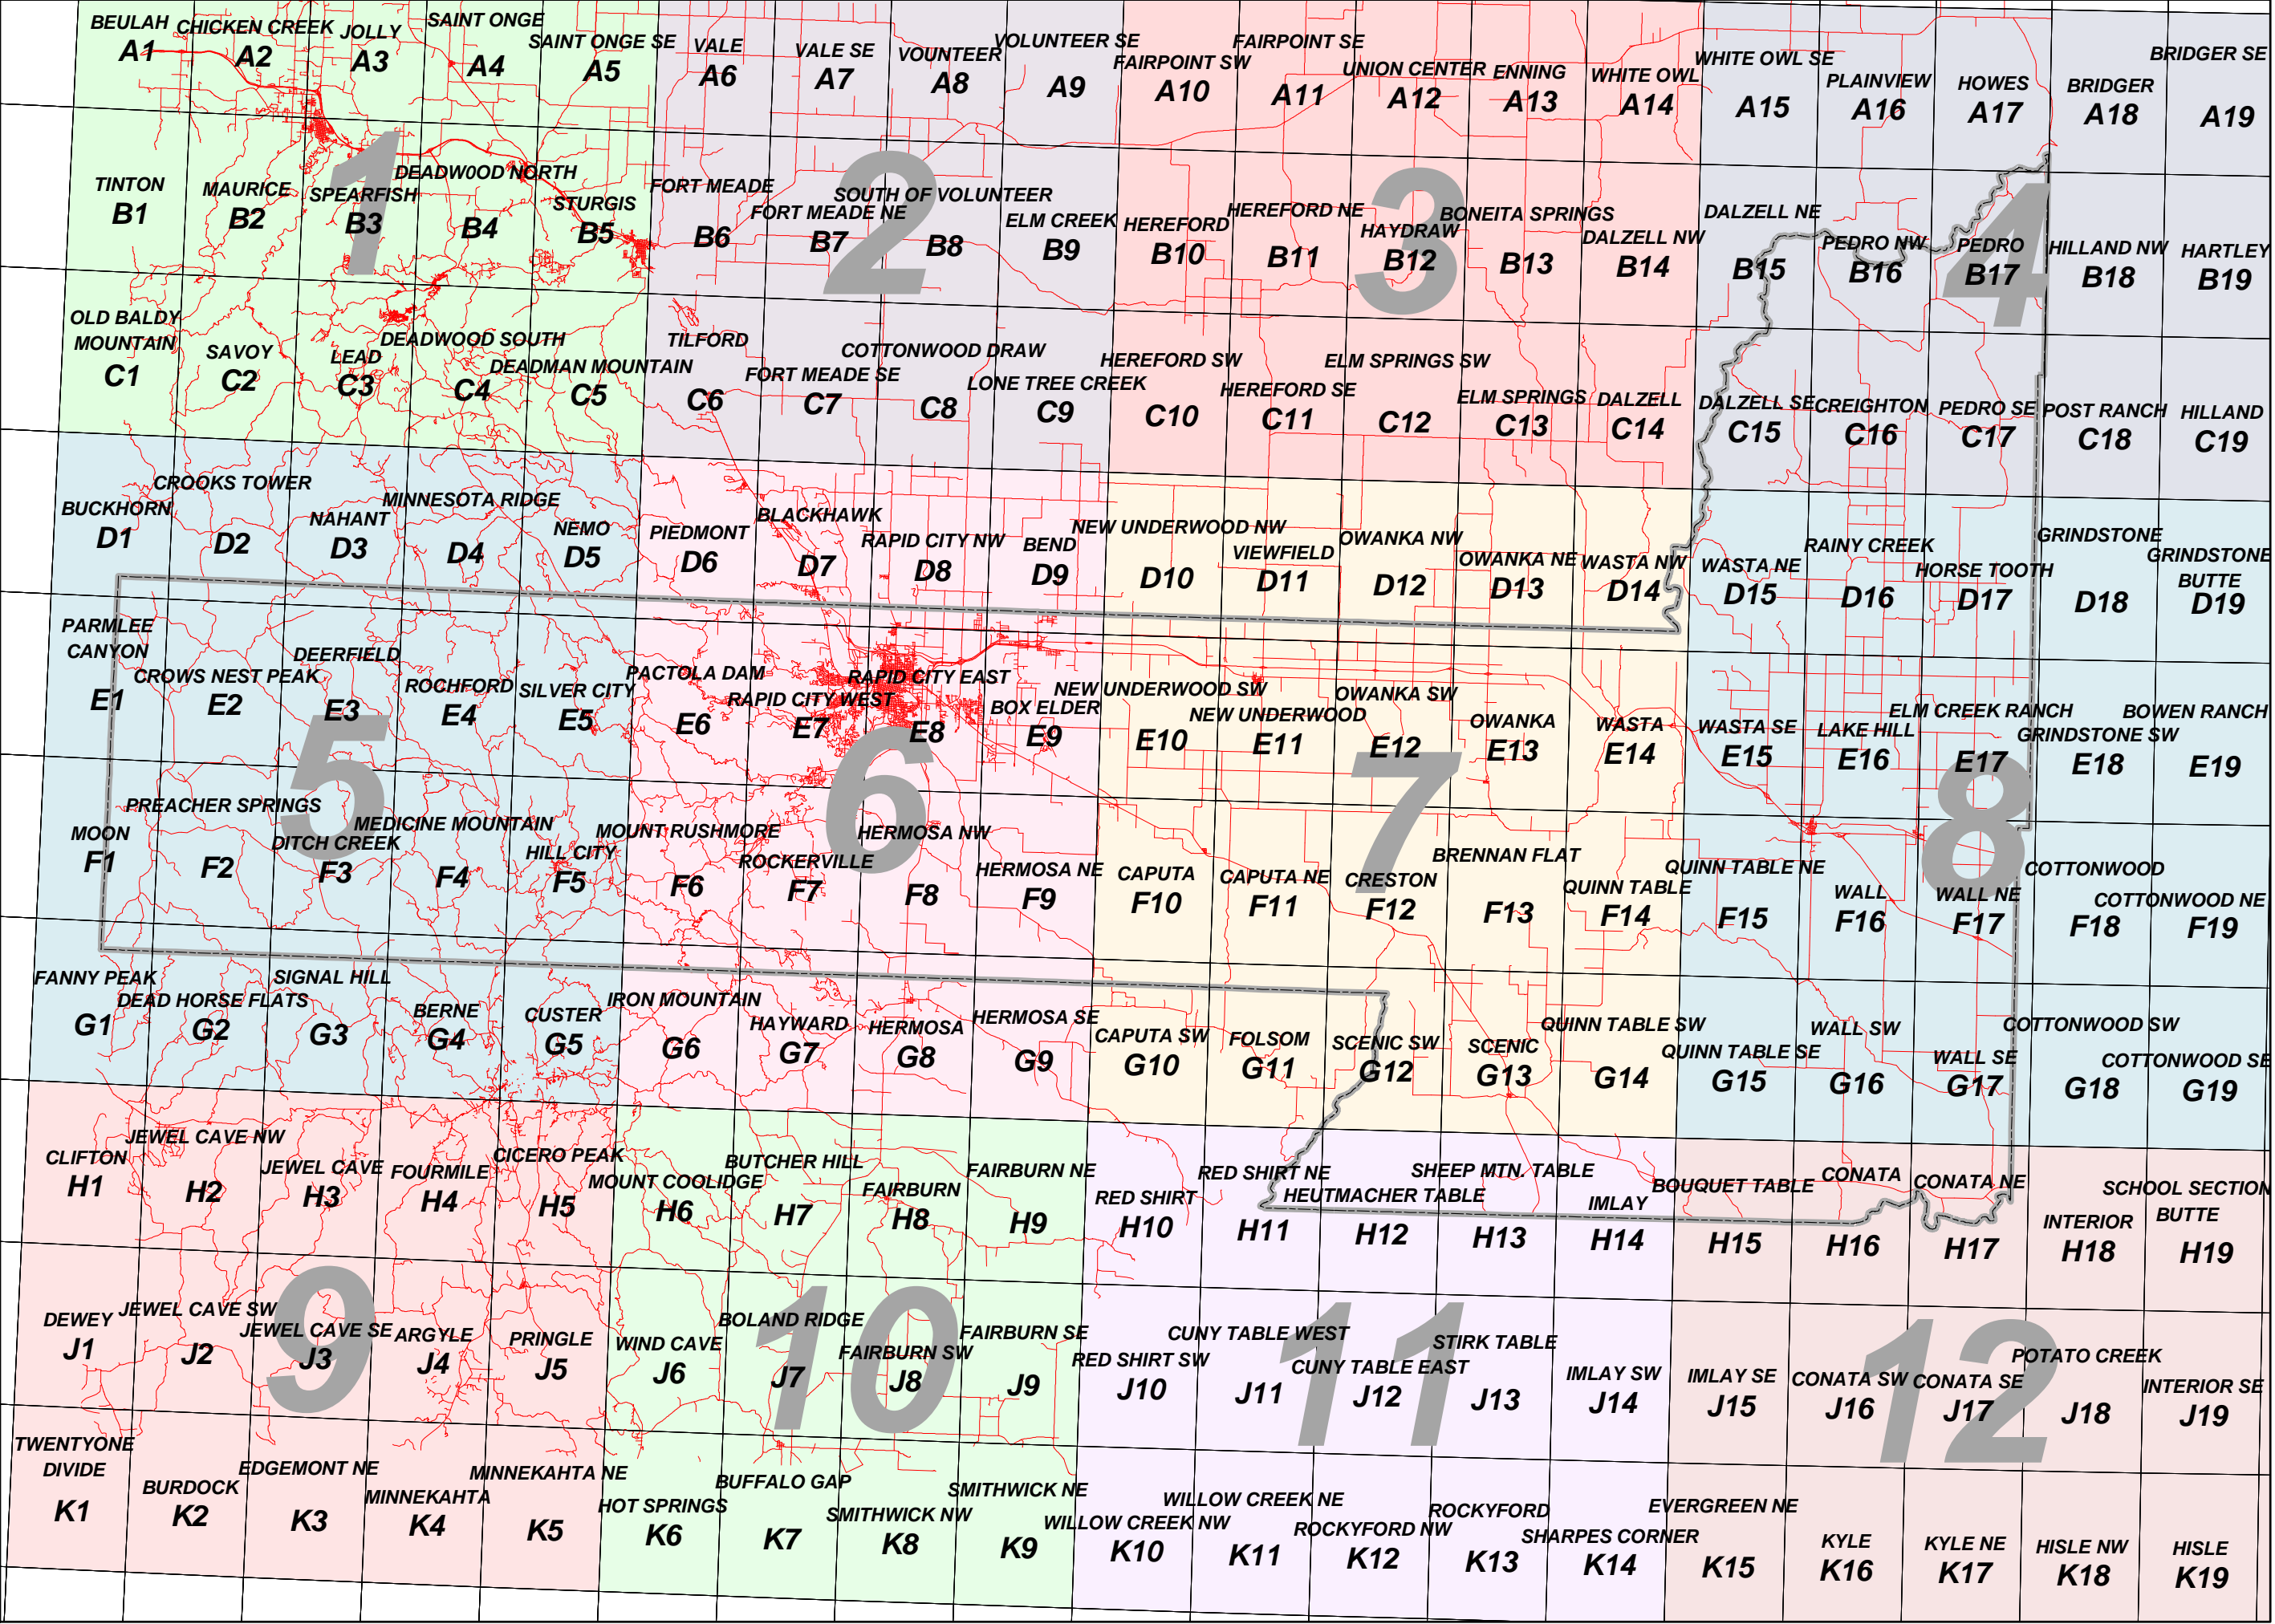 BEULAH
A1
CHICKEN CREEK
A2
JOLLY
A3
SAINT ONGE
A4
SAINT ONGE SE
A5
VALE
A6
VALE SE
A7
VOUNTEER
A8
VOLUNTEER SE
A9
FAIRPOINT SW
A10
FAIRPOINT SE
A11
UNION CENTER
A12
ENNING
A13
WHITE OWL
A14
WHITE OWL SE
A15
PLAINVIEW
A16
HOWES
A17
BRIDGER
A18
BRIDGER SE
A19
TINTON
B1
MAURICE
B2
SPEARFISH
B3
DEADW0OD NORTH
B4
STURGIS
B5
FORT MEADE
B6
FORT MEADE NE
B7
SOUTH OF VOLUNTEER
B8
ELM CREEK
B9
HEREFORD
B10
HEREFORD NE
B11
HAYDRAW
B12
BONEITA SPRINGS
B13
DALZELL NW
B14
DALZELL NE
B15
PEDRO NW
B16
PEDRO
B17
HILLAND NW
B18
HARTLEY
B19
1
2
3
4
OLD BALDY
MOUNTAIN
C1
SAVOY
C2
LEAD
C3
DEADWOOD SOUTH
C4
DEADMAN MOUNTAIN
C5
TILFORD
C6
FORT MEADE SE
C7
COTTONWOOD DRAW
C8
LONE TREE CREEK
C9
HEREFORD SW
C10
HEREFORD SE
C11
ELM SPRINGS SW
C12
ELM SPRINGS
C13
DALZELL
C14
DALZELL SE
C15
CREIGHTON
C16
PEDRO SE
C17
POST RANCH
C18
HILLAND
C19
BUCKHORN
D1
CROOKS TOWER
D2
NAHANT
D3
MINNESOTA RIDGE
D4
NEMO
D5
PIEDMONT
D6
BLACKHAWK
D7
RAPID CITY NW
D8
BEND
D9
NEW UNDERWOOD NW
D10
VIEWFIELD
D11
OWANKA NW
D12
OWANKA NE
D13
WASTA NW
D14
WASTA NE
D15
RAINY CREEK
D16
HORSE TOOTH
D17
GRINDSTONE
D18
GRINDSTONE
BUTTE
D19
PARMLEE
CANYON
E1
CROWS NEST PEAK
E2
DEERFIELD
E3
ROCHFORD
E4
SILVER CITY
E5
PACTOLA DAM
E6
RAPID CITY WEST
E7
RAPID CITY EAST
E8
BOX ELDER
E9
NEW UNDERWOOD SW
E10
NEW UNDERWOOD
E11
OWANKA SW
E12
OWANKA
E13
WASTA
E14
WASTA SE
E15
LAKE HILL
E16
ELM CREEK RANCH
E17
GRINDSTONE SW
E18
BOWEN RANCH
E19
5
6
7
8
MOON
F1
PREACHER SPRINGS
F2
DITCH CREEK
F3
MEDICINE MOUNTAIN
F4
HILL CITY
F5
MOUNT RUSHMORE
F6
ROCKERVILLE
F7
HERMOSA NW
F8
HERMOSA NE
F9
CAPUTA
F10
CAPUTA NE
F11
CRESTON
F12
BRENNAN FLAT
F13
QUINN TABLE
F14
QUINN TABLE NE
F15
WALL
F16
WALL NE
F17
COTTONWOOD
F18
COTTONWOOD NE
F19
FANNY PEAK
G1
DEAD HORSE FLATS
G2
SIGNAL HILL
G3
BERNE
G4
CUSTER
G5
IRON MOUNTAIN
G6
HAYWARD
G7
HERMOSA
G8
HERMOSA SE
G9
CAPUTA SW
G10
FOLSOM
G11
SCENIC SW
G12
SCENIC
G13
QUINN TABLE SW
G14
QUINN TABLE SE
G15
WALL SW
G16
WALL SE
G17
COTTONWOOD SW
G18
COTTONWOOD SE
G19
CLIFTON
H1
JEWEL CAVE NW
H2
JEWEL CAVE
H3
FOURMILE
H4
CICERO PEAK
H5
MOUNT COOLIDGE
H6
BUTCHER HILL
H7
FAIRBURN
H8
FAIRBURN NE
H9
RED SHIRT
H10
RED SHIRT NE
H11
HEUTMACHER TABLE
H12
SHEEP MTN. TABLE
H13
IMLAY
H14
BOUQUET TABLE
H15
CONATA
H16
CONATA NE
H17
INTERIOR
H18
SCHOOL SECTION
BUTTE
H19
DEWEY
J1
JEWEL CAVE SW
J2
JEWEL CAVE SE
J3
ARGYLE
J4
PRINGLE
J5
WIND CAVE
J6
BOLAND RIDGE
J7
FAIRBURN SW
J8
FAIRBURN SE
J9
RED SHIRT SW
J10
CUNY TABLE WEST
J11
CUNY TABLE EAST
J12
STIRK TABLE
J13
IMLAY SW
J14
IMLAY SE
J15
CONATA SW
J16
CONATA SE
J17
POTATO CREEK
J18
INTERIOR SE
J19
9
10
11
12
TWENTYONE
DIVIDE
K1
BURDOCK
K2
EDGEMONT NE
K3
MINNEKAHTA
K4
MINNEKAHTA NE
K5
HOT SPRINGS
K6
BUFFALO GAP
K7
SMITHWICK NW
K8
SMITHWICK NE
K9
WILLOW CREEK NW
K10
WILLOW CREEK NE
K11
ROCKYFORD NW
K12
ROCKYFORD
K13
SHARPES CORNER
K14
EVERGREEN NE
K15
KYLE
K16
KYLE NE
K17
HISLE NW
K18
HISLE
K19